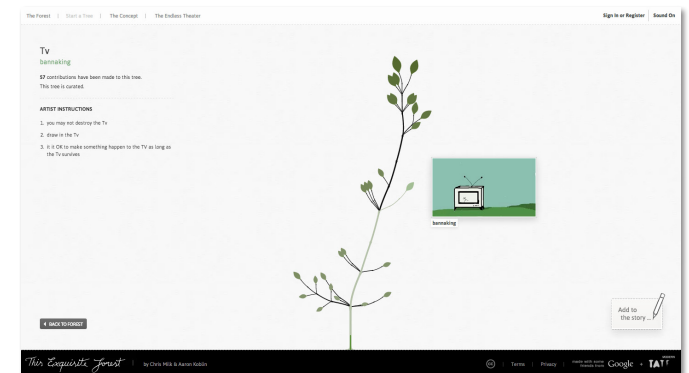 The Forest | Start a Tree | The Concept | The Endless Theater
Sign In or Register | Sound On
Tv
bannaking
57 contributions have been made to this tree.
This tree is curated.
ARTIST INSTRUCTIONS
1. you may not destroy the Tv
2. draw in the Tv
3. it it OK to make something happen to the TV as long as
the Tv survives
bannaking
Add to
the story ...
BACK TO FOREST
This Exquisite Forest
by Chris Milk & Aaron Koblin
cc | Terms | Privacy | made with some friends from Google + TATE